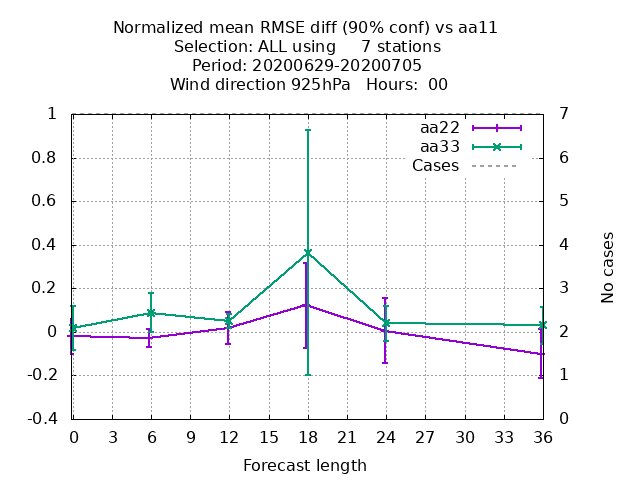 Normalized mean RMSE diff (90% conf) vs aa11
Selection: ALL using     7 stations
Period: 20200629-20200705
Wind direction 925hPa   Hours:  00
1
0.8
0.6
0.4
0.2
0
-0.2
-0.4
aa22
aa33
Cases
7
6
5
4
3
2
1
0
No cases
0 3 6 9 12 15 18 21 24 27 30 33 36
Forecast length